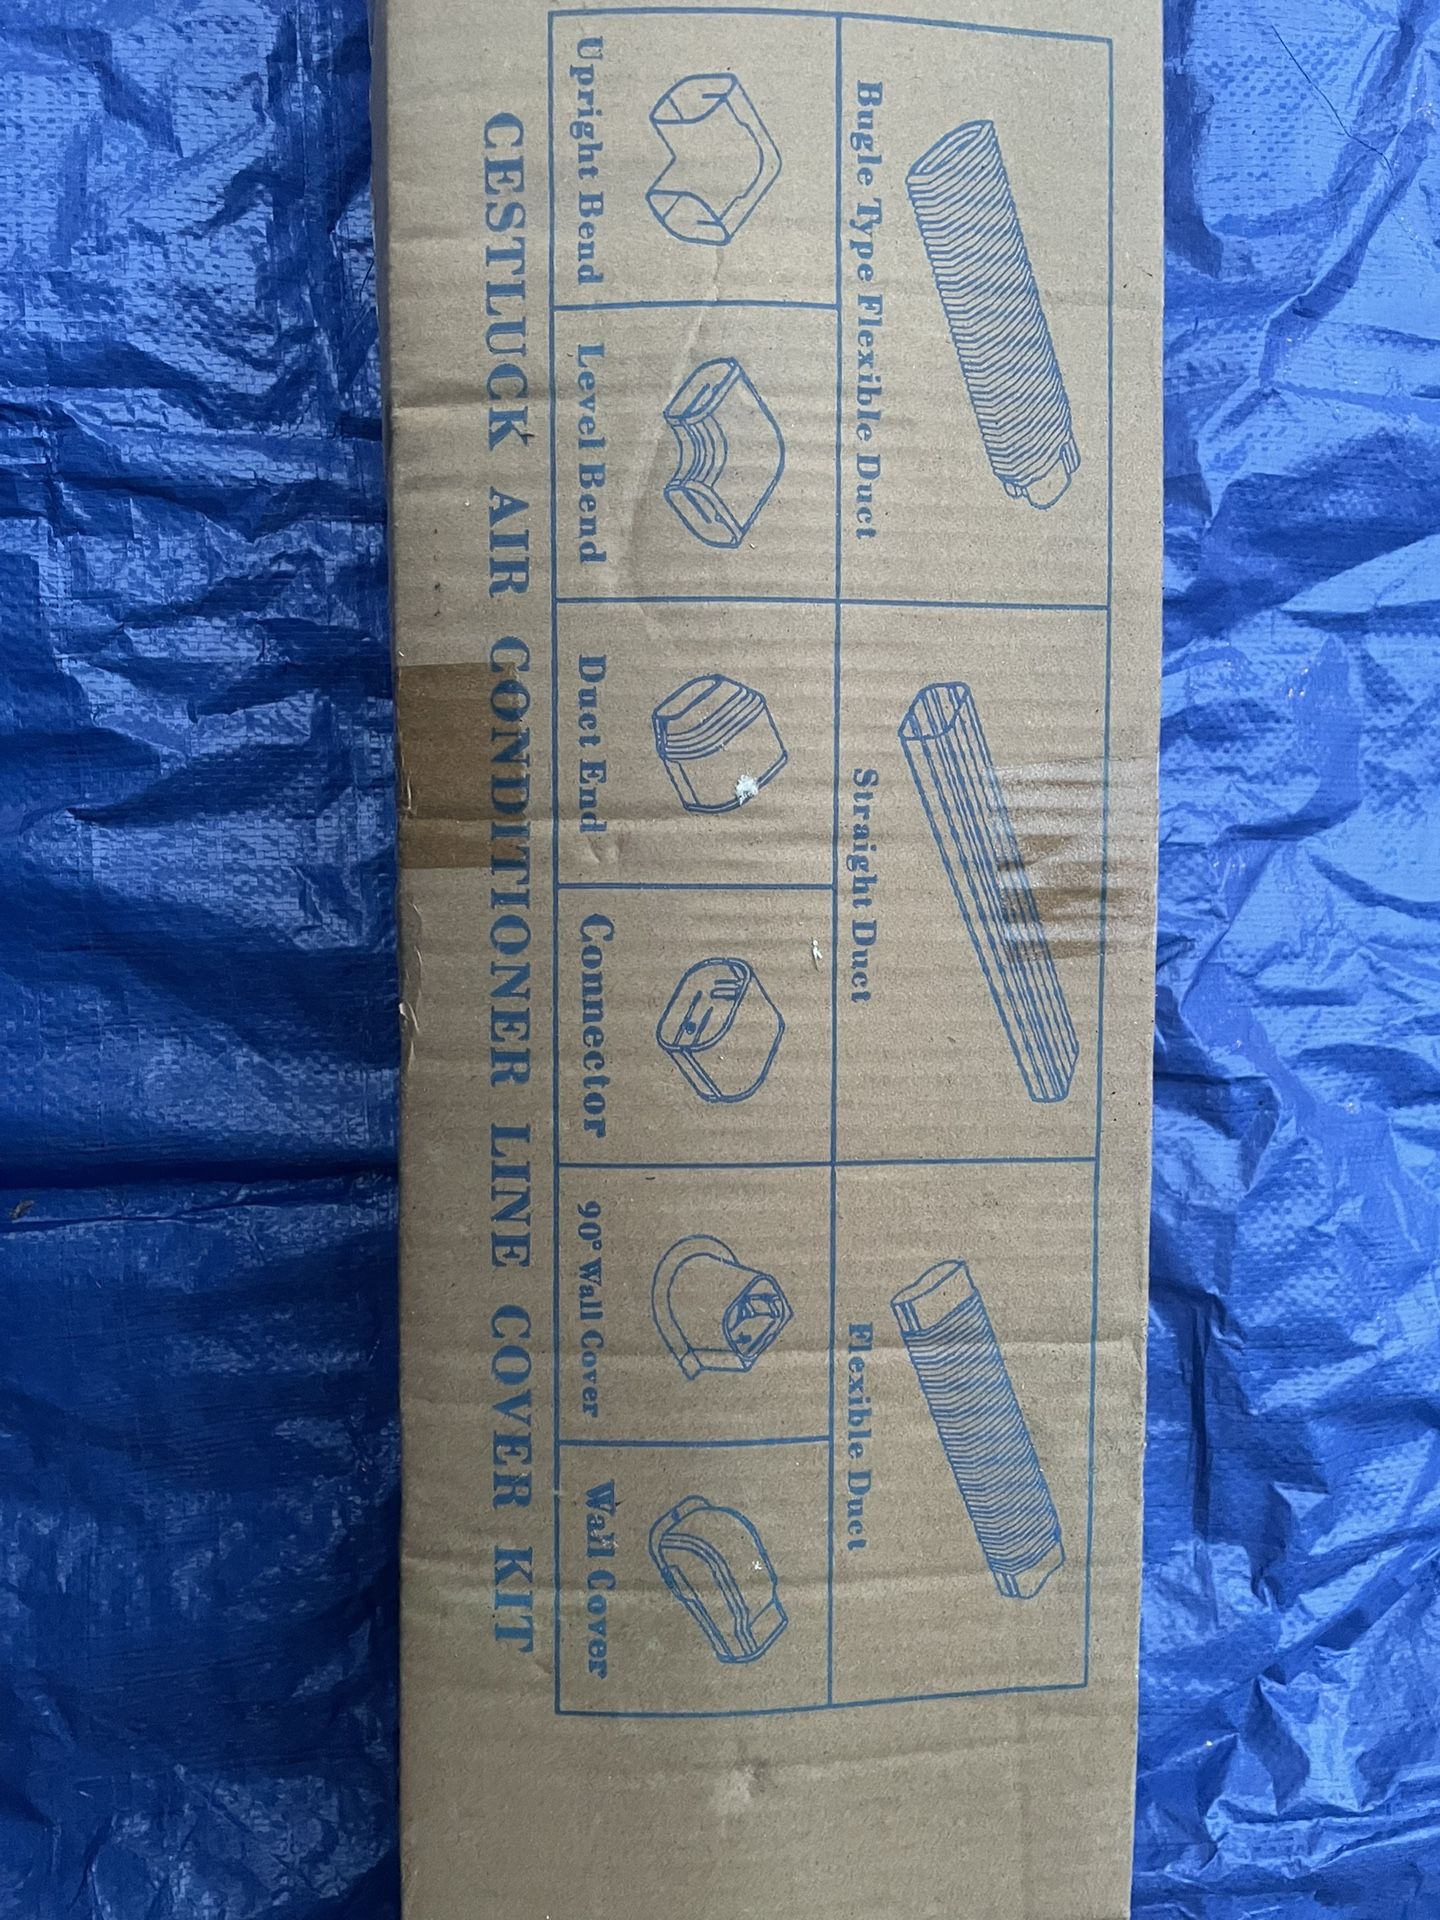 Bugle Type Flexible Duct
Straight Duct
Flexible Duct
Upright Bend
Level Bend
Duct End
Connector
90° Wall Cover
Wall Cover
CESTLUCK AIR CONDITIONER LINE COVER KIT